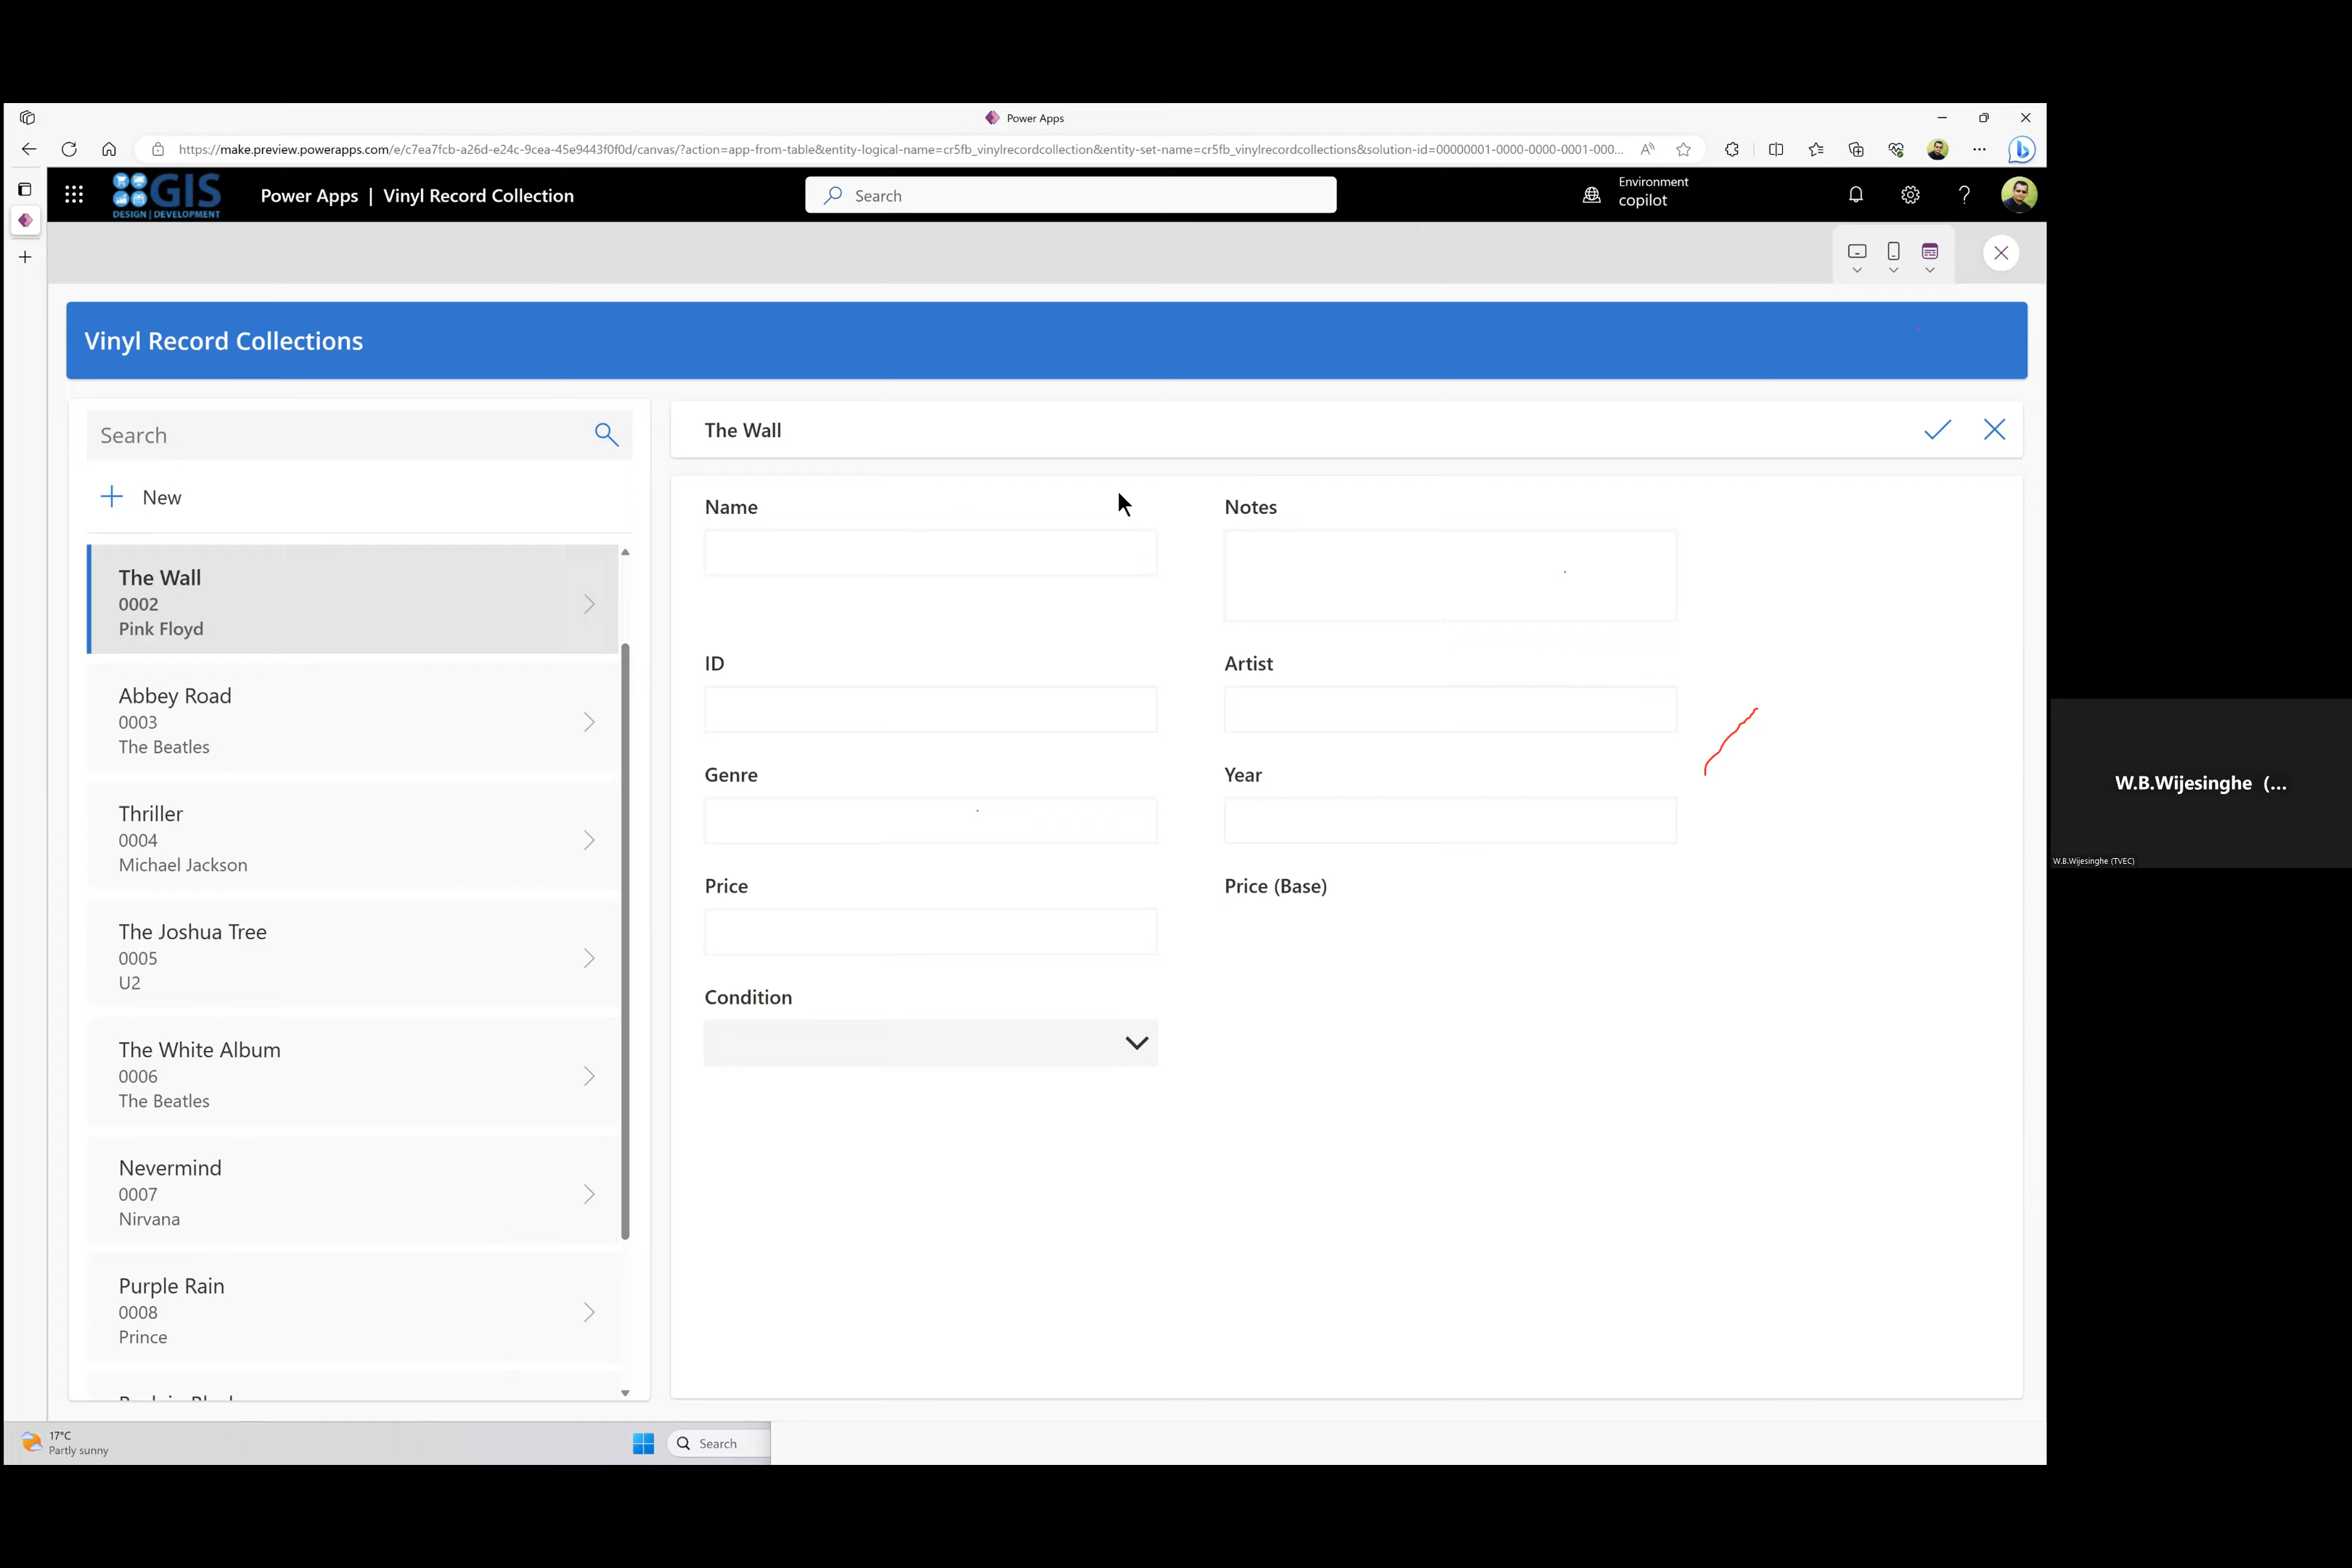 Power Apps
https://make.preview.powerapps.com/e/c7ea7fcb-a26d-e24c-9cea-45e9443f0f0d/canvas/?action=app-from-table&entity-logical-name=cr5fb_vinylrecordcollection&entity-set-name=cr5fb_vinylrecordcollections&solution-id=00000001-0000-0000-0001-000...
GIS
DESIGN | DEVELOPMENT
Power Apps | Vinyl Record Collection
Search
Environment
copilot
Vinyl Record Collections
Search
New
The Wall
0002
Pink Floyd
Abbey Road
0003
The Beatles
Thriller
0004
Michael Jackson
The Joshua Tree
0005
U2
The White Album
0006
The Beatles
Nevermind
0007
Nirvana
Purple Rain
0008
Prince
The Wall
Name
Notes
ID
Artist
Genre
Year
Price
Price (Base)
Condition
W.B.Wijesinghe (...
W.B.Wijesinghe (TVEC)
17°C
Partly sunny
Search